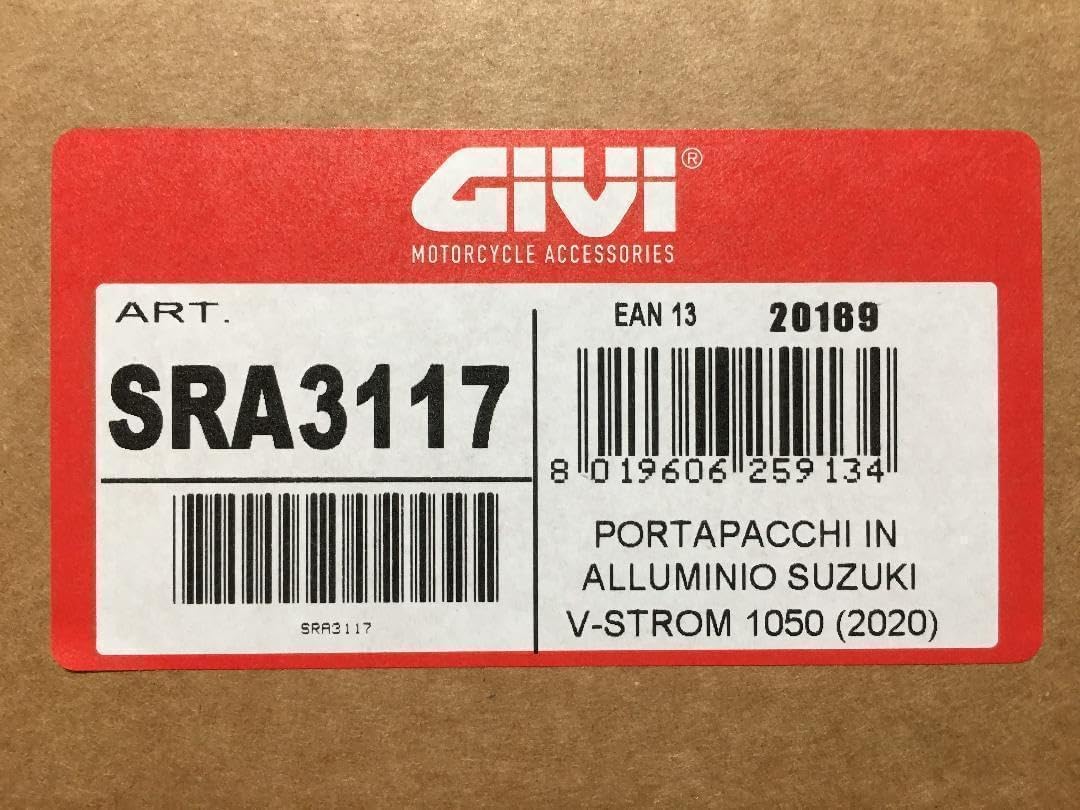 GIVI®
MOTORCYCLE ACCESSORIES
ART.
SRA3117
SRA3117
EAN 13 20169
8 019606 259134
PORTAPACCHI IN
ALLUMINIO SUZUKI
V-STROM 1050 (2020)